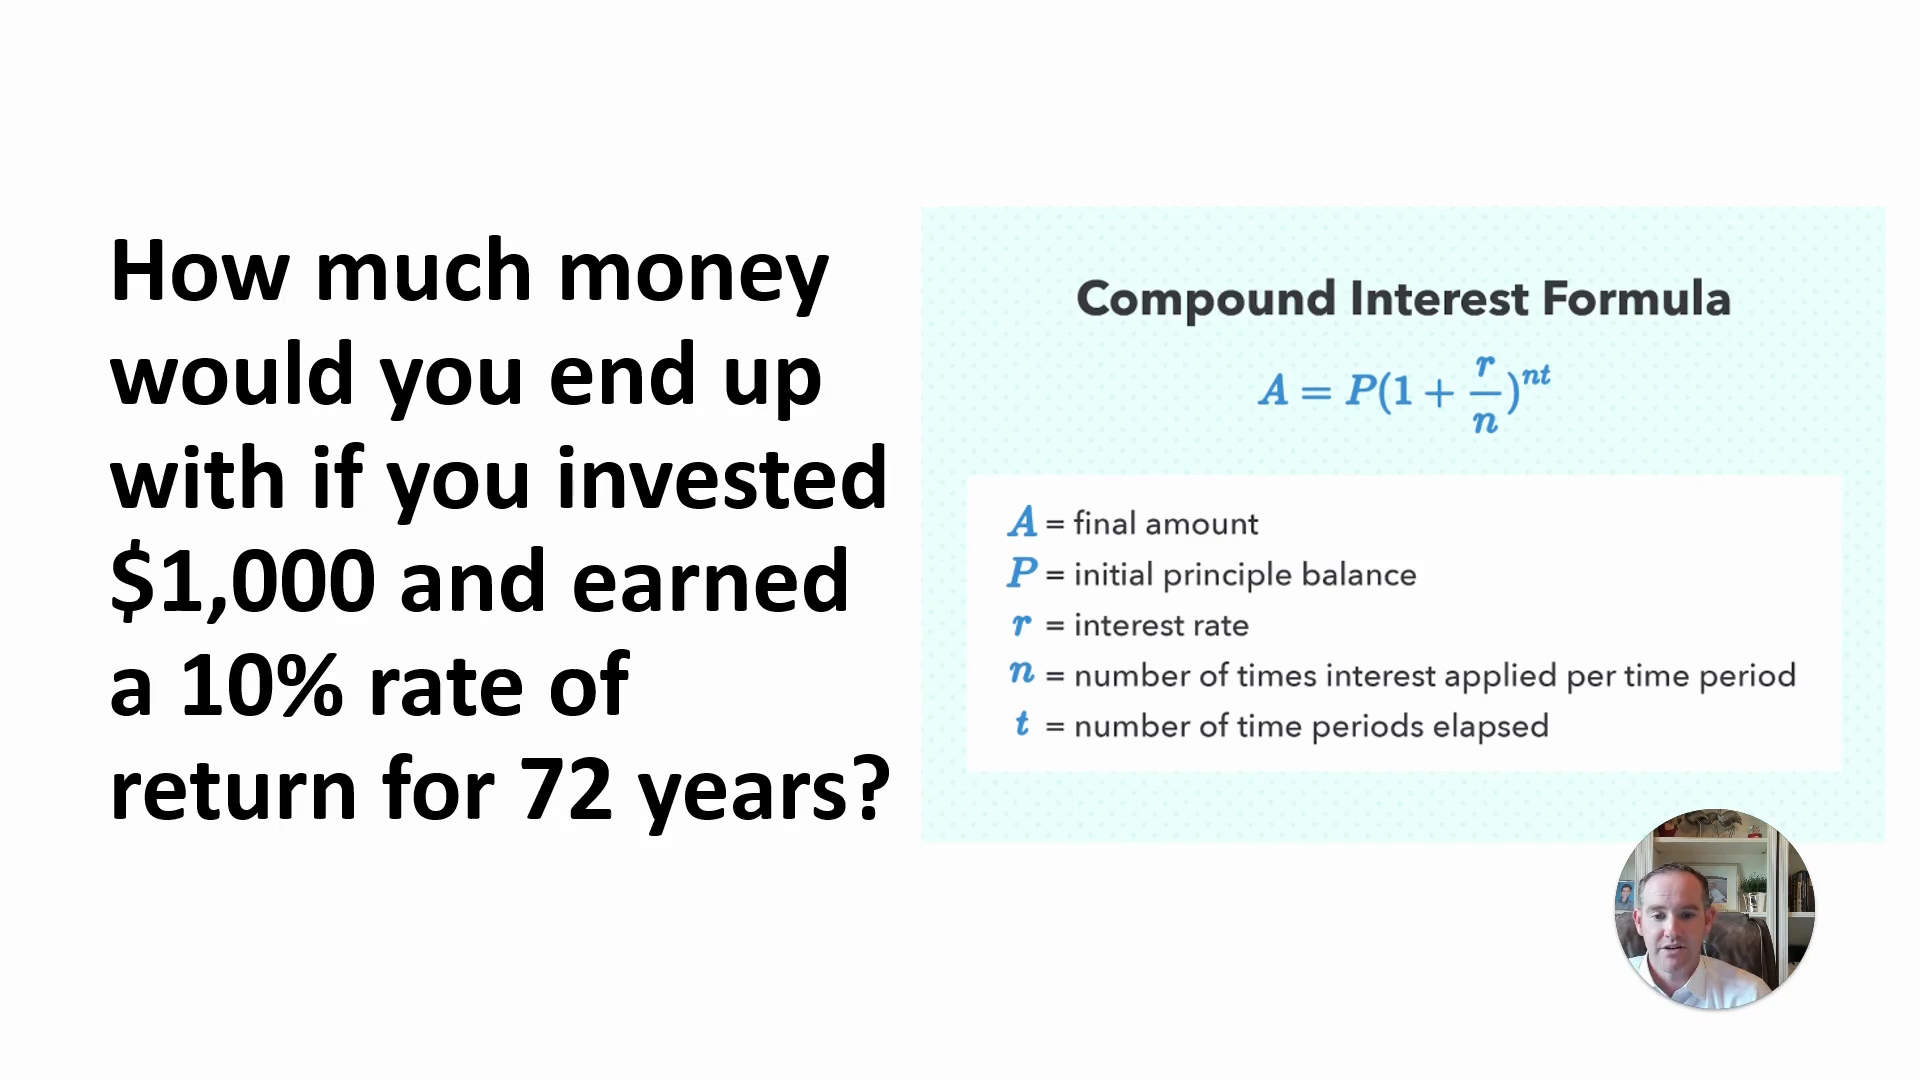 How much money
would you end up
with if you invested
$1,000 and earned
a 10% rate of
return for 72 years?
Compound Interest Formula
A = P(1 + r/n)^nt
A = final amount
P = initial principle balance
r = interest rate
n = number of times interest applied per time period
t = number of time periods elapsed